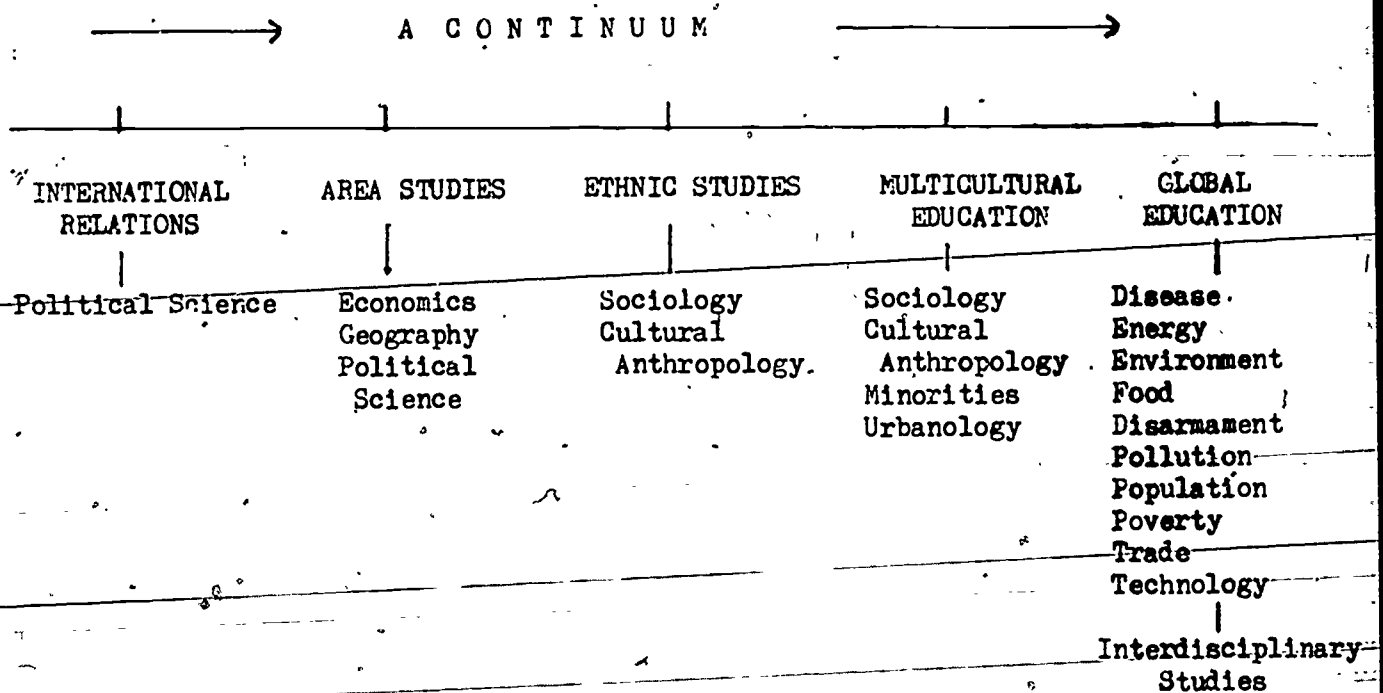 A CONTINUUM
INTERNATIONAL
RELATIONS
AREA STUDIES
ETHNIC STUDIES
MULTICULTURAL
EDUCATION
GLOBAL
EDUCATION
Political Science
Economics
Geography
Political
Science
Sociology
Cultural
Anthropology.
Sociology
Cultural
Anthropology
Minorities
Urbanology
Disease
Energy
Environment
Food
Disarmament
Pollution
Population
Poverty
Trade
Technology
Interdisciplinary
Studies